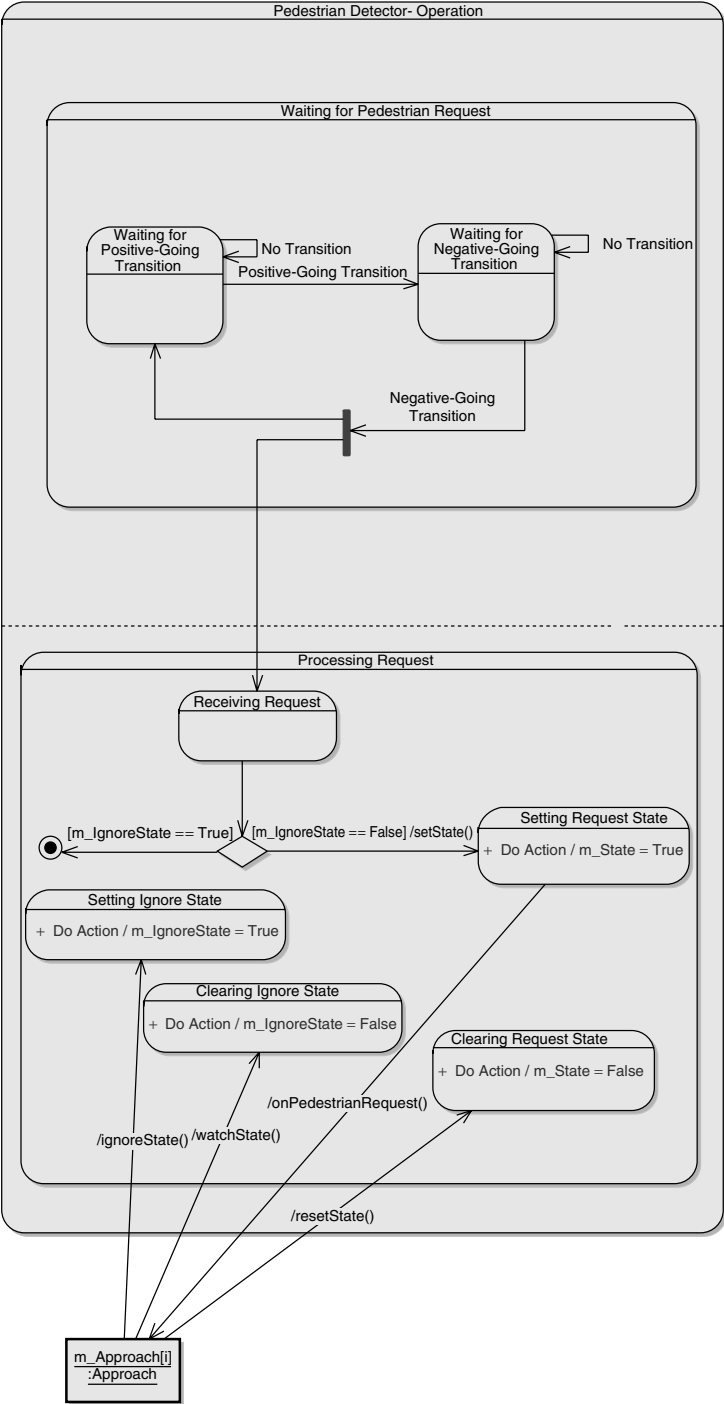 Pedestrian Detector- Operation
Waiting for Pedestrian Request
Waiting for
Positive-Going
Transition
No Transition
Positive-Going Transition
Waiting for
Negative-Going
Transition
No Transition
Negative-Going
Transition
Processing Request
Receiving Request
[m_IgnoreState == True]
[m_IgnoreState == False] /setState()
Setting Request State
+ Do Action / m_State = True
Setting Ignore State
+ Do Action / m_IgnoreState = True
Clearing Ignore State
+ Do Action / m_IgnoreState = False
Clearing Request State
+ Do Action / m_State = False
/onPedestrianRequest()
/ignoreState()
/watchState()
/resetState()
m_Approach[i]
:Approach